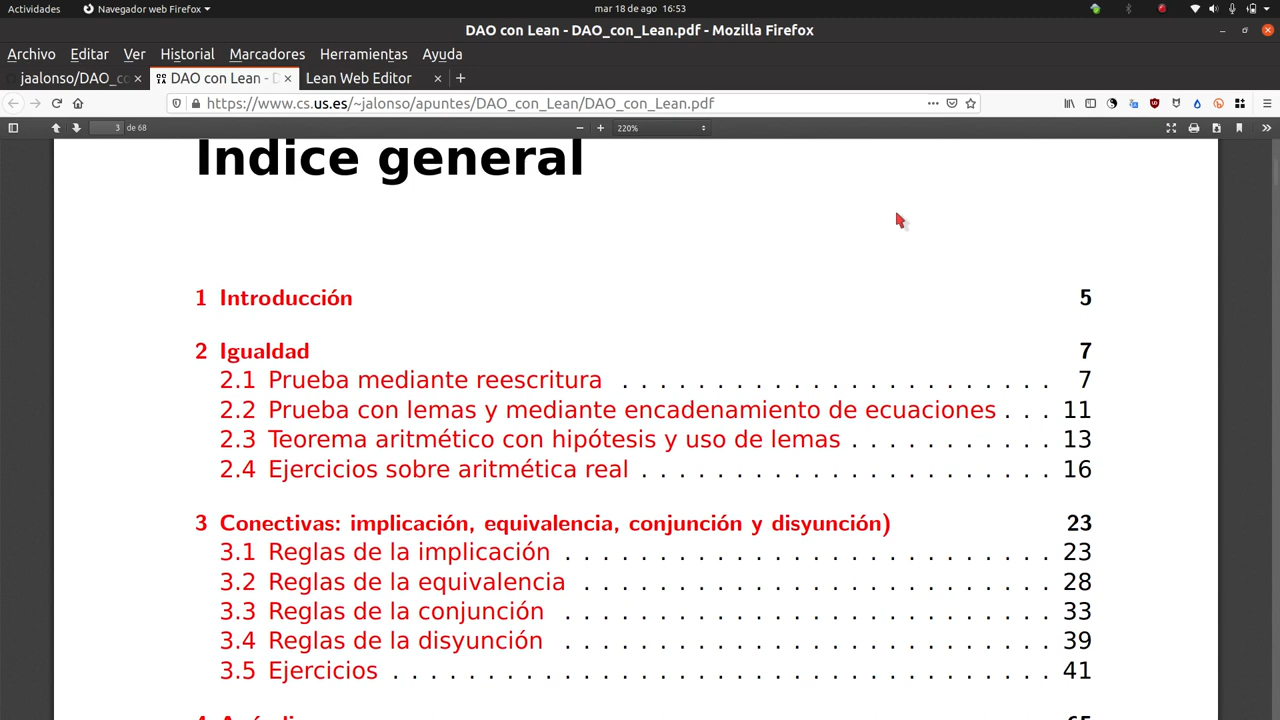 Actividades Navegador web Firefox mar 18 de ago 16:53
DAO con Lean - DAO_con_Lean.pdf - Mozilla Firefox
Archivo Editar Ver Historial Marcadores Herramientas Ayuda
jaalonso/DAO_co × DAO con Lean - D × Lean Web Editor × +
https://www.cs.us.es/~jalonso/apuntes/DAO_con_Lean/DAO_con_Lean.pdf
3 de 68 220%
Índice general
1 Introducción 5
2 Igualdad 7
2.1 Prueba mediante reescritura . . . . . . . . . . . . . . . . . . . . . . . 7
2.2 Prueba con lemas y mediante encadenamiento de ecuaciones . . . 11
2.3 Teorema aritmético con hipótesis y uso de lemas . . . . . . . . . . . 13
2.4 Ejercicios sobre aritmética real . . . . . . . . . . . . . . . . . . . . . . 16
3 Conectivas: implicación, equivalencia, conjunción y disyunción) 23
3.1 Reglas de la implicación . . . . . . . . . . . . . . . . . . . . . . . . . . 23
3.2 Reglas de la equivalencia . . . . . . . . . . . . . . . . . . . . . . . . . 28
3.3 Reglas de la conjunción . . . . . . . . . . . . . . . . . . . . . . . . . . 33
3.4 Reglas de la disyunción . . . . . . . . . . . . . . . . . . . . . . . . . . 39
3.5 Ejercicios . . . . . . . . . . . . . . . . . . . . . . . . . . . . . . . . . . . 41